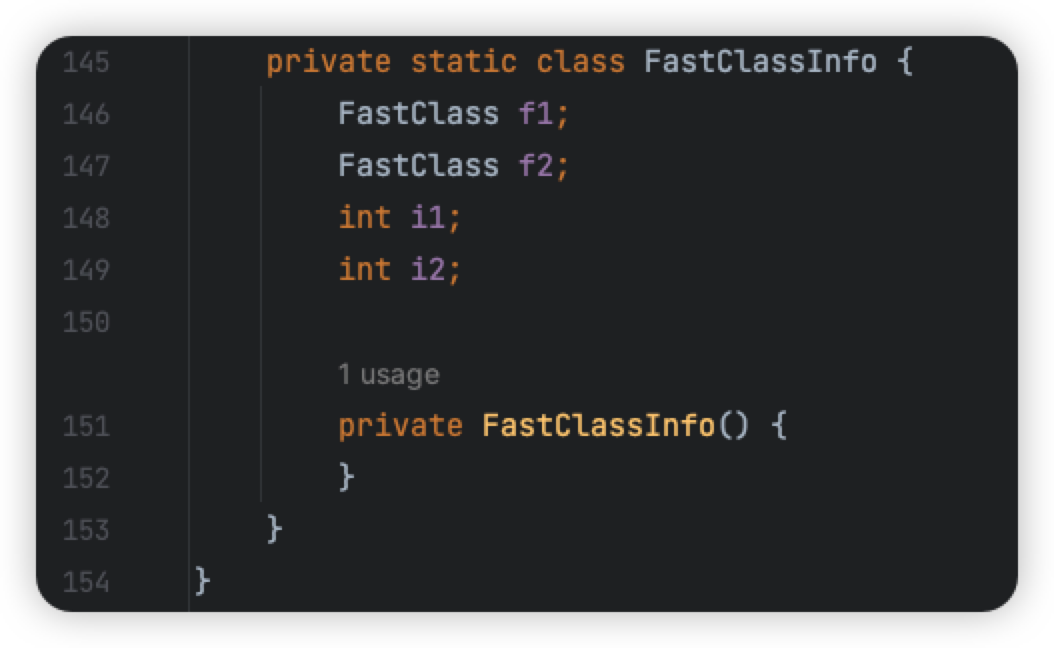 145 private static class FastClassInfo {
146 FastClass f1;
147 FastClass f2;
148 int i1;
149 int i2;
150
1 usage
151 private FastClassInfo() {
152 }
153 }
154 }